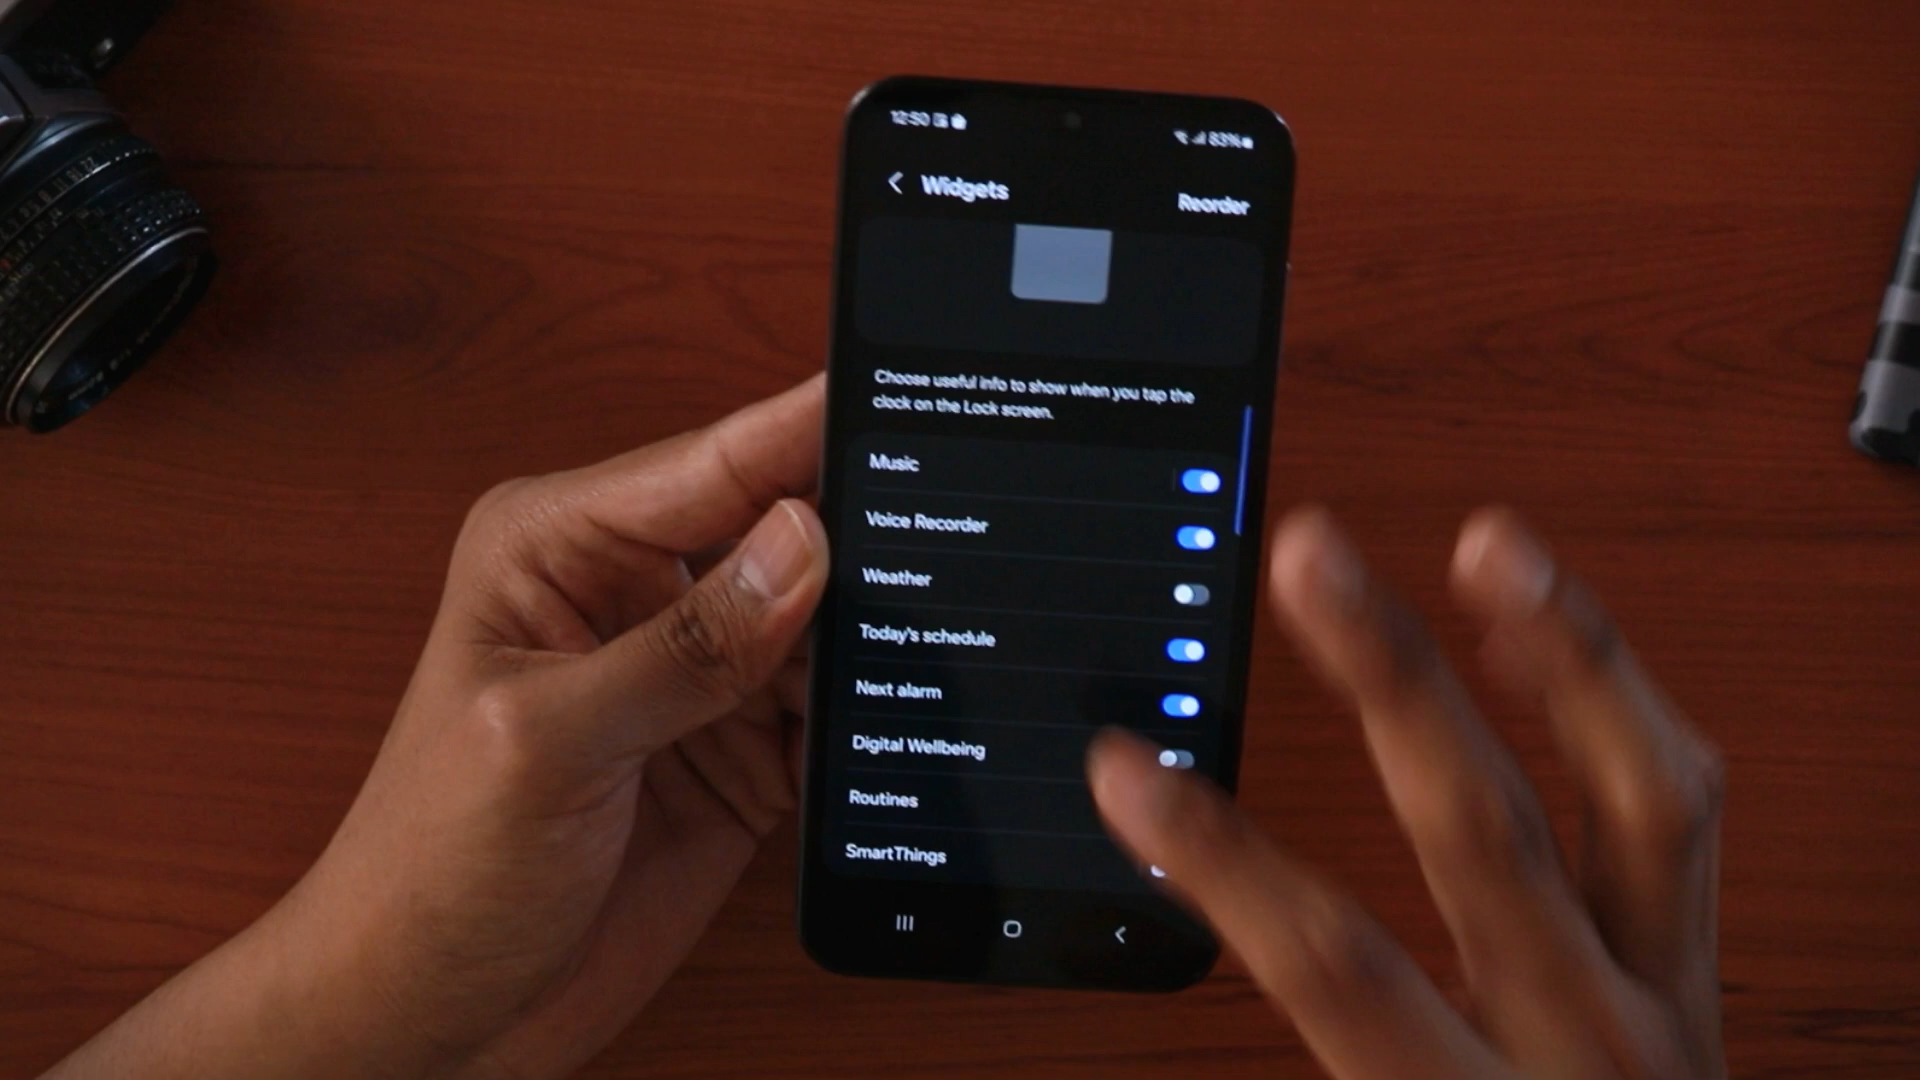 12:50
83%
Widgets
Reorder
Choose useful info to show when you tap the
clock on the Lock screen.
Music
Voice Recorder
Weather
Today's schedule
Next alarm
Digital Wellbeing
Routines
SmartThings